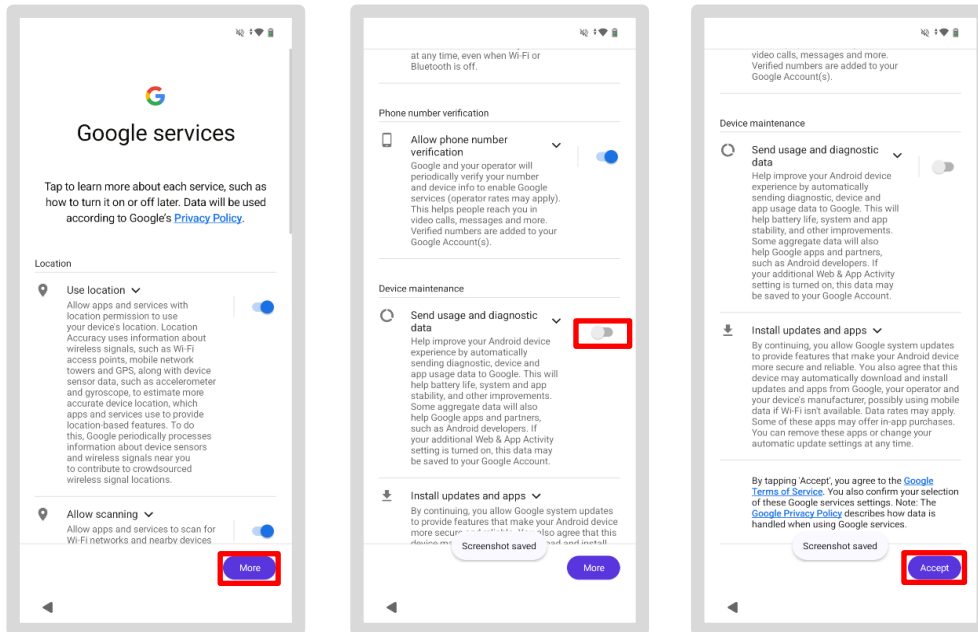 Google services
Tap to learn more about each service, such as
how to turn it on or off later. Data will be used
according to Google's Privacy Policy.
Location
Use location
Allow apps and services with
location permission to use
your device's location. Location
Accuracy uses information about
wireless signals, such as Wi-Fi
access points, mobile network
towers and GPS, along with device
sensor data, such as accelerometer
and gyroscope, to estimate more
accurate device location, which
apps and services use to provide
location-based features. To do
this, Google periodically processes
information about device sensors
and wireless signals near you
to contribute to crowdsourced
wireless signal locations.
Allow scanning
Allow apps and services to scan for
Wi-Fi networks and nearby devices
More
at any time, even when Wi-Fi or
Bluetooth is off.
Phone number verification
Allow phone number
verification
Google and your operator will
periodically verify your number
and device info to enable Google
services (operator rates may apply).
This helps people reach you in
video calls, messages and more.
Verified numbers are added to your
Google Account(s).
Device maintenance
Send usage and diagnostic
data
Help improve your Android device
experience by automatically
sending diagnostic, device and
app usage data to Google. This will
help battery life, system and app
stability, and other improvements.
Some aggregate data will also
help Google apps and partners,
such as Android developers. If
your additional Web & App Activity
setting is turned on, this data may
be saved to your Google Account.
Install updates and apps
By continuing, you allow Google system updates
to provide features that make your Android device
more secure also agree that this
device and install
Screenshot saved
More
video calls, messages and more.
Verified numbers are added to your
Google Account(s).
Device maintenance
Send usage and diagnostic
data
Help improve your Android device
experience by automatically
sending diagnostic, device and
app usage data to Google. This will
help battery life, system and app
stability, and other improvements.
Some aggregate data will also
help Google apps and partners,
such as Android developers. If
your additional Web & App Activity
setting is turned on, this data may
be saved to your Google Account.
Install updates and apps
By continuing, you allow Google system updates
to provide features that make your Android device
more secure and reliable. You also agree that this
device may automatically download and install
updates and apps from Google, your operator and
your device's manufacturer, possibly using mobile
data if Wi-Fi isn't available. Data rates may apply.
Some of these apps may offer in-app purchases.
You can remove these apps or change your
automatic update settings at any time.
By tapping 'Accept', you agree to the Google
Terms of Service. You also confirm your selection
of these Google services settings. Note: The
Google Privacy Policy describes how data is
handled when using Google services.
Screenshot saved
Accept